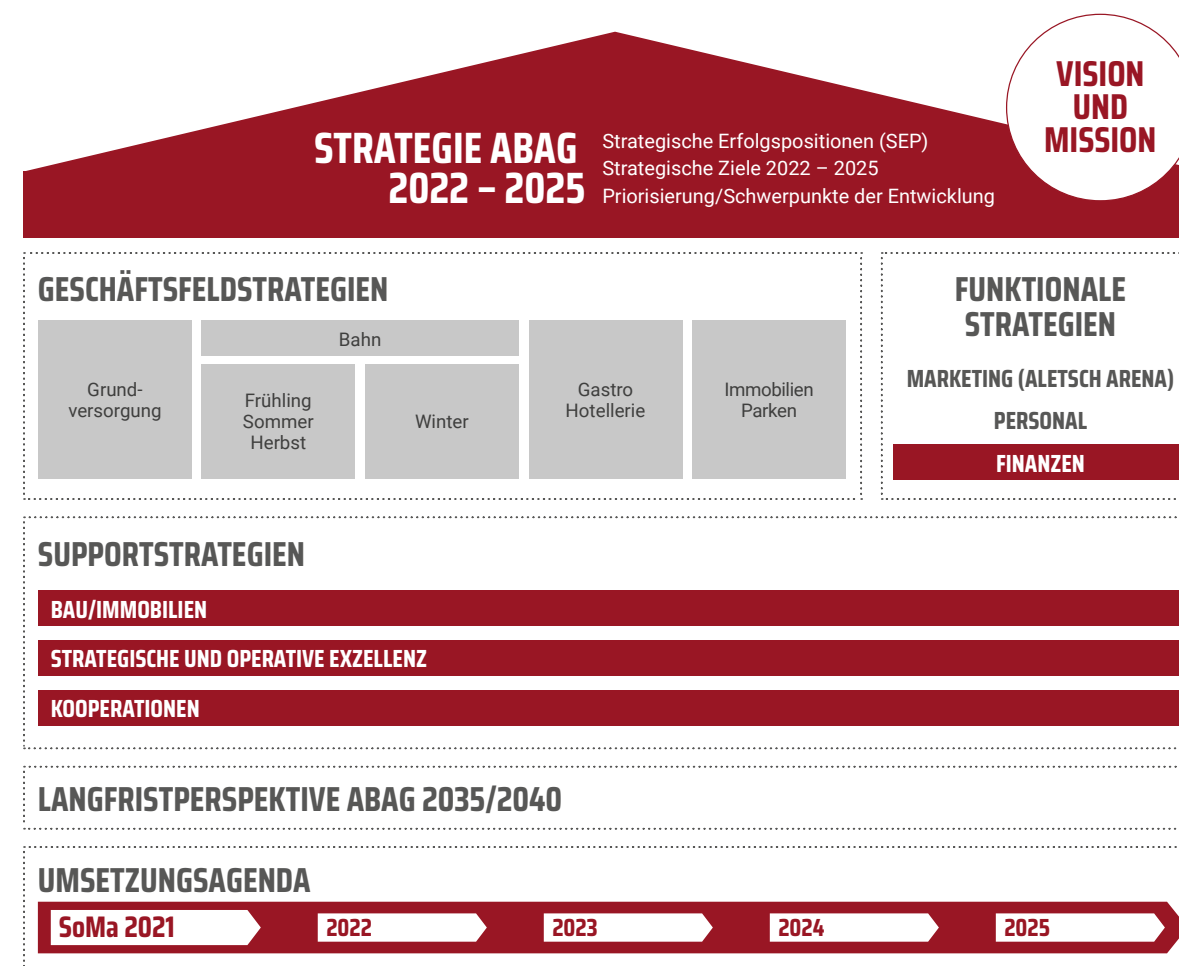 VISION
UND
MISSION
STRATEGIE ABAG
2022 – 2025
Strategische Erfolgspositionen (SEP)
Strategische Ziele 2022 – 2025
Priorisierung/Schwerpunkte der Entwicklung
GESCHÄFTSFELDSTRATEGIEN
Grund-
versorgung
Bahn
Frühling
Sommer
Herbst
Winter
Gastro
Hotellerie
Immobilien
Parken
FUNKTIONALE
STRATEGIEN
MARKETING (ALETSCH ARENA)
PERSONAL
FINANZEN
SUPPORTSTRATEGIEN
BAU/IMMOBILIEN
STRATEGISCHE UND OPERATIVE EXZELLENZ
KOOPERATIONEN
LANGFRISTPERSPEKTIVE ABAG 2035/2040
UMSETZUNGSAGENDA
SoMa 2021
2022
2023
2024
2025